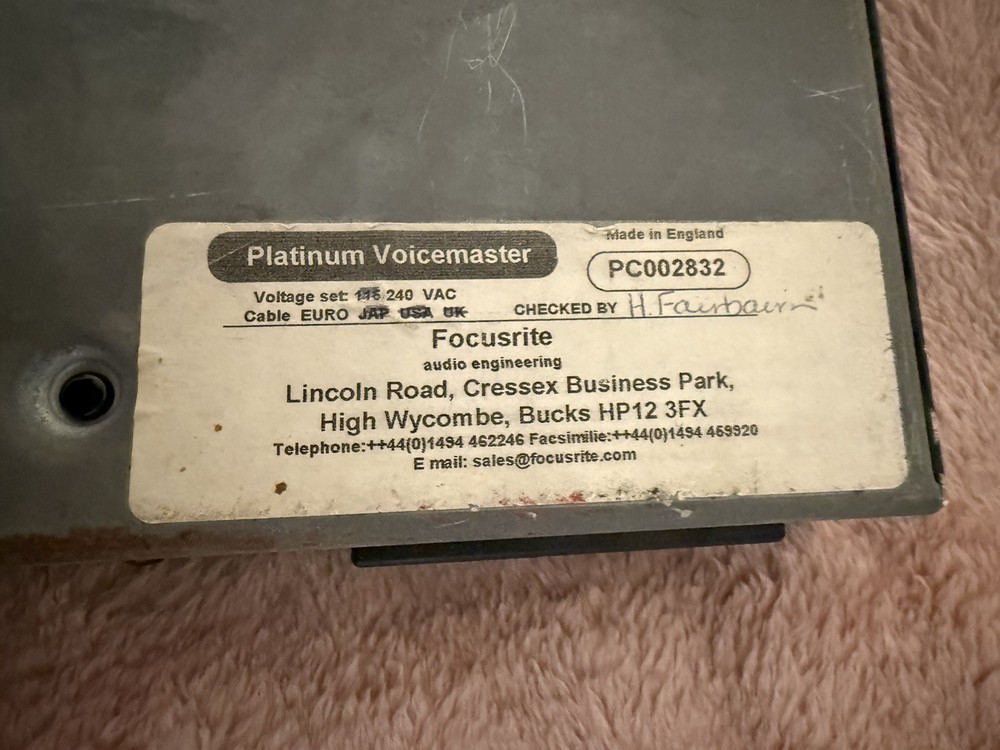 Platinum Voicemaster
Made in England
PC002832
Voltage set: 115 240 VAC
Cable EURO JAP USA UK
CHECKED BY H. Fairbairn
Focusrite
audio engineering
Lincoln Road, Cressex Business Park,
High Wycombe, Bucks HP12 3FX
Telephone:++44(0)1494 462246 Facsimilie:++44(0)1494 459920
E mail: sales@focusrite.com